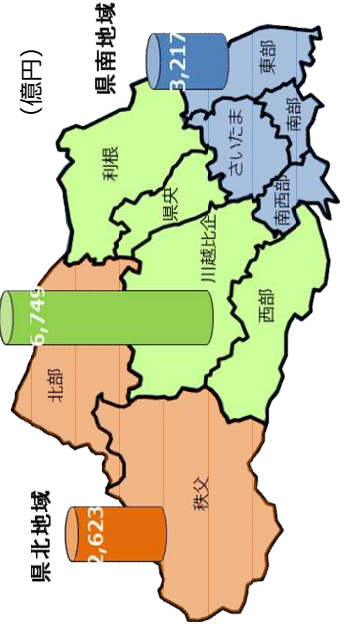 県北地域
6,749
(億円)
北部
2,623
県南地域
利根
県央
3,217
秩父
川越比企
さいたま
西部
東部
南西部
南部